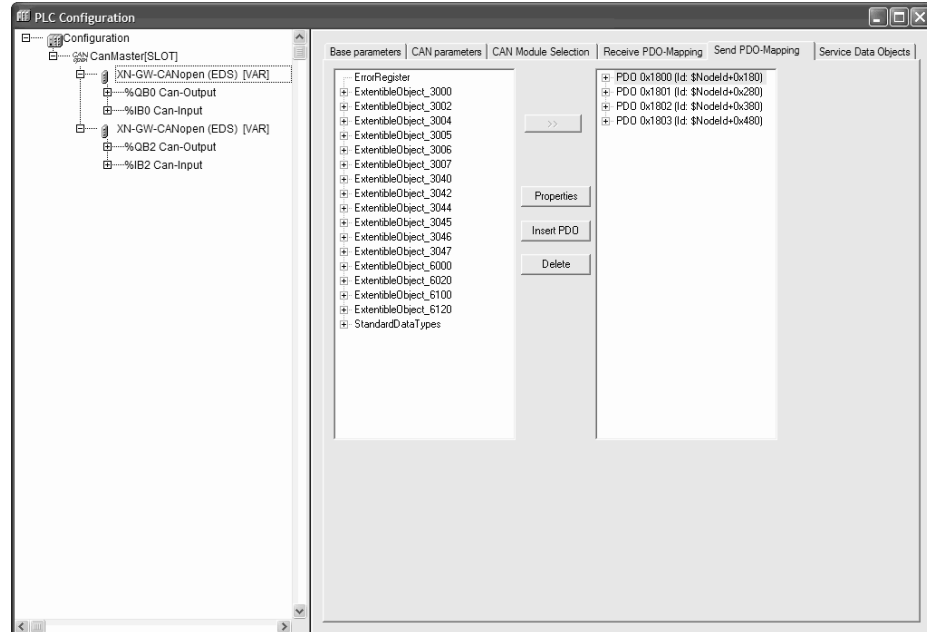 PLC Configuration
Configuration
CAN open CanMaster[SLOT]
XN-GW-CANopen (EDS) [VAR]
%QB0 Can-Output
%IB0 Can-Input
XN-GW-CANopen (EDS) [VAR]
%QB2 Can-Output
%IB2 Can-Input
Base parameters CAN parameters CAN Module Selection Receive PDO-Mapping Send PDO-Mapping Service Data Objects
ErrorRegister
ExtentibleObject_3000
ExtentibleObject_3002
ExtentibleObject_3004
ExtentibleObject_3005
ExtentibleObject_3006
ExtentibleObject_3007
ExtentibleObject_3040
ExtentibleObject_3042
ExtentibleObject_3044
ExtentibleObject_3045
ExtentibleObject_3046
ExtentibleObject_3047
ExtentibleObject_6000
ExtentibleObject_6020
ExtentibleObject_6100
ExtentibleObject_6120
StandardDataTypes
>>
Properties
Insert PDO
Delete
PDO 0x1800 (Id: $NodeId+0x180)
PDO 0x1801 (Id: $NodeId+0x280)
PDO 0x1802 (Id: $NodeId+0x380)
PDO 0x1803 (Id: $NodeId+0x480)